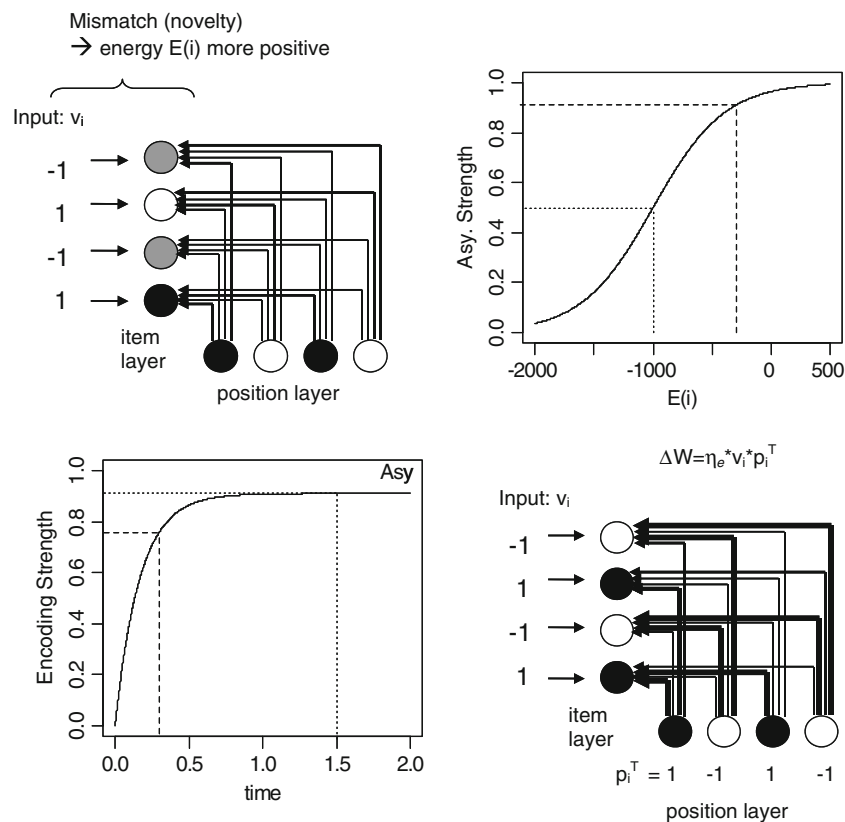 Mismatch (novelty)
→ energy E(i) more positive
Input: vᵢ
-1
1
-1
1
item
layer
position layer
Asy. Strength
1.0
0.8
0.6
0.4
0.2
0.0
-2000
-1000
0
500
E(i)
Encoding Strength
1.0
0.8
0.6
0.4
0.2
0.0
Asy
0.0
0.5
1.0
1.5
2.0
time
ΔW=ηₑ*vᵢ*pᵢᵀ
Input: vᵢ
-1
1
-1
1
item
layer
pᵢᵀ = 1 -1 1 -1
position layer